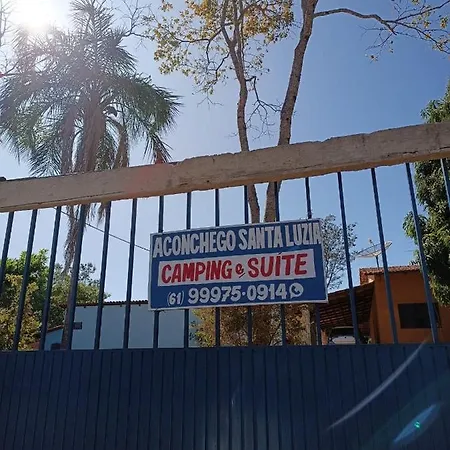 ACONCHEGO SANTA LUZIA
CAMPING e SUITE
(61) 99975-0914